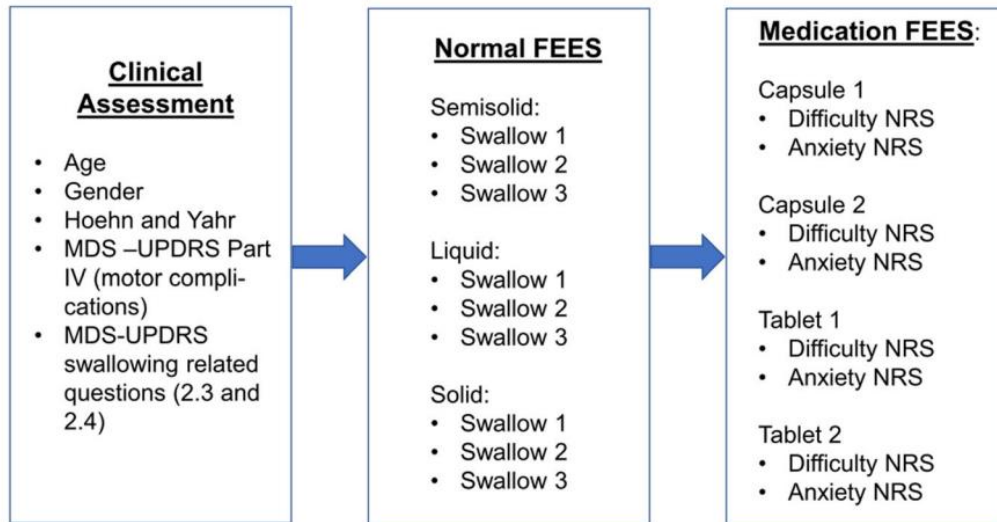 Clinical
Assessment
• Age
• Gender
• Hoehn and Yahr
• MDS –UPDRS Part
IV (motor compli-
cations)
• MDS-UPDRS
swallowing related
questions (2.3 and
2.4)
Normal FEES
Semisolid:
• Swallow 1
• Swallow 2
• Swallow 3
Liquid:
• Swallow 1
• Swallow 2
• Swallow 3
Solid:
• Swallow 1
• Swallow 2
• Swallow 3
Medication FEES:
Capsule 1
• Difficulty NRS
• Anxiety NRS
Capsule 2
• Difficulty NRS
• Anxiety NRS
Tablet 1
• Difficulty NRS
• Anxiety NRS
Tablet 2
• Difficulty NRS
• Anxiety NRS